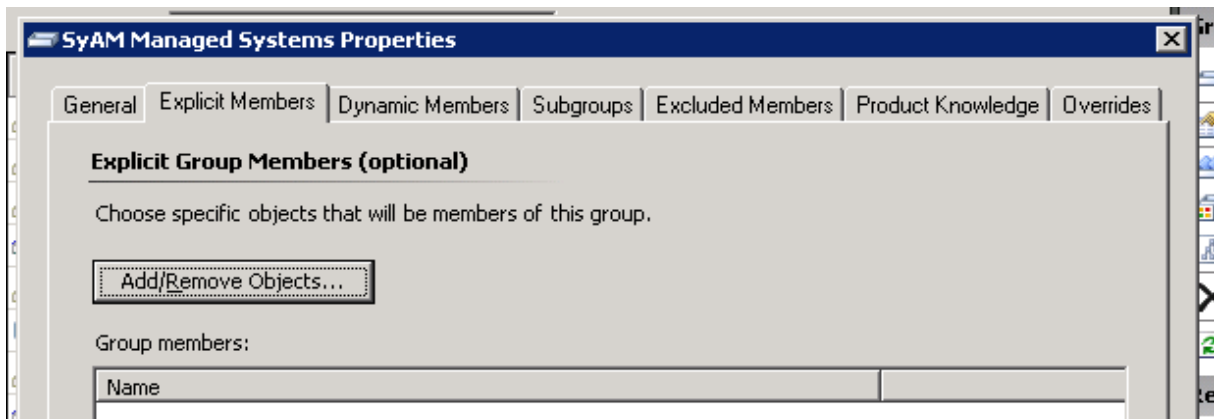 SyAM Managed Systems Properties
General Explicit Members Dynamic Members Subgroups Excluded Members Product Knowledge Overrides
Explicit Group Members (optional)
Choose specific objects that will be members of this group.
Add/Remove Objects...
Group members:
Name